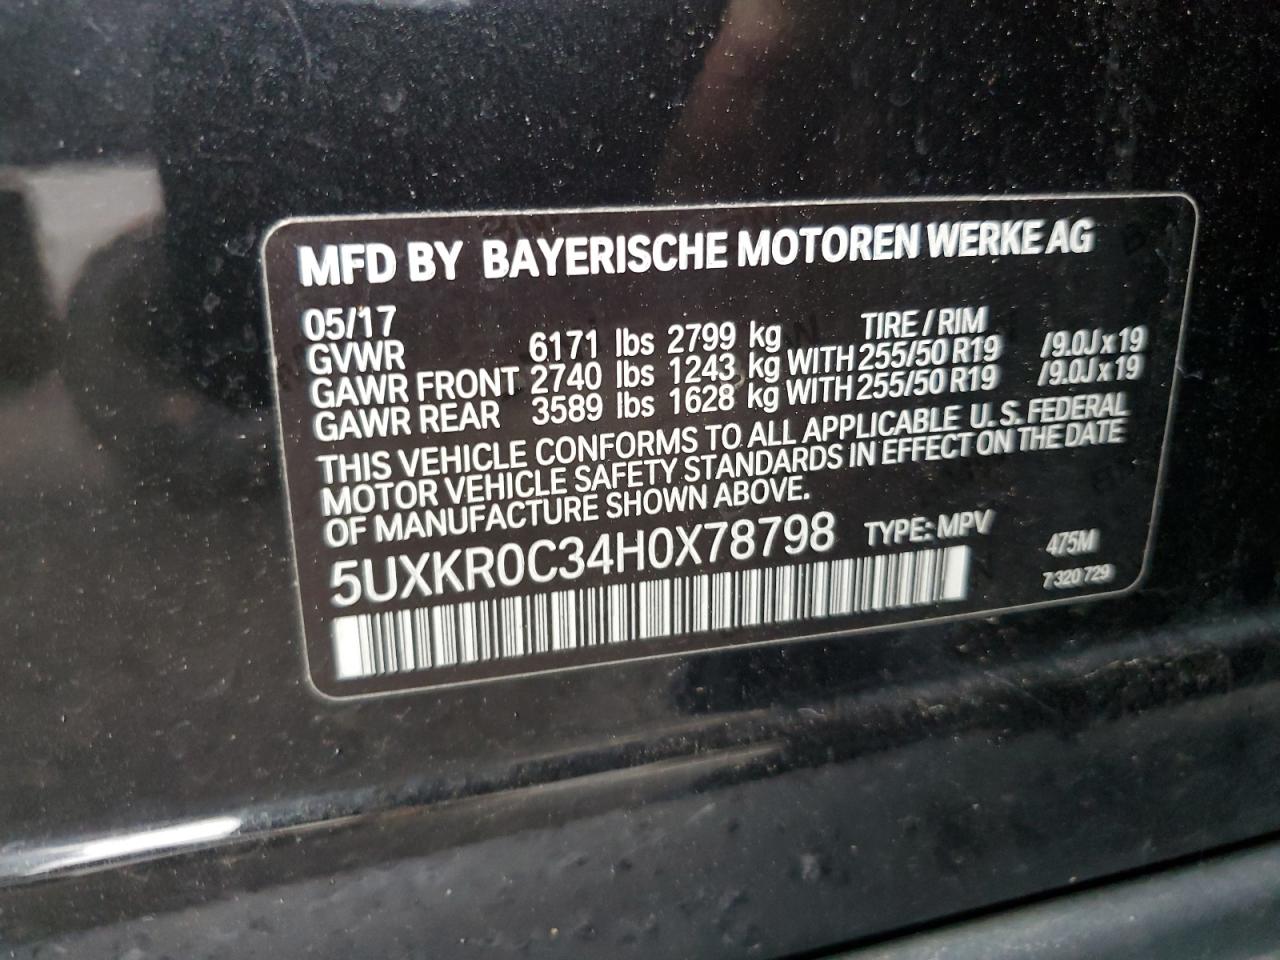 MFD BY BAYERISCHE MOTOREN WERKE AG
05/17 TIRE / RIM
GVWR 6171 lbs 2799 kg
GAWR FRONT 2740 lbs 1243 kg WITH 255/50 R19 /9.0J x 19
GAWR REAR 3589 lbs 1628 kg WITH 255/50 R19 /9.0J x 19
THIS VEHICLE CONFORMS TO ALL APPLICABLE U.S. FEDERAL
MOTOR VEHICLE SAFETY STANDARDS IN EFFECT ON THE DATE
OF MANUFACTURE SHOWN ABOVE.
5UXKR0C34H0X78798 TYPE: MPV 475M
7 320 729